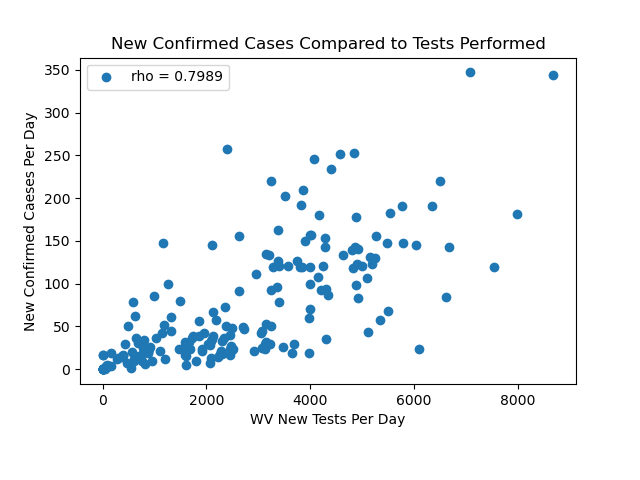 New Confirmed Cases Compared to Tests Performed
rho = 0.7989
350
300
250
200
150
100
50
0
New Confirmed Caeses Per Day
0 2000 4000 6000 8000
WV New Tests Per Day